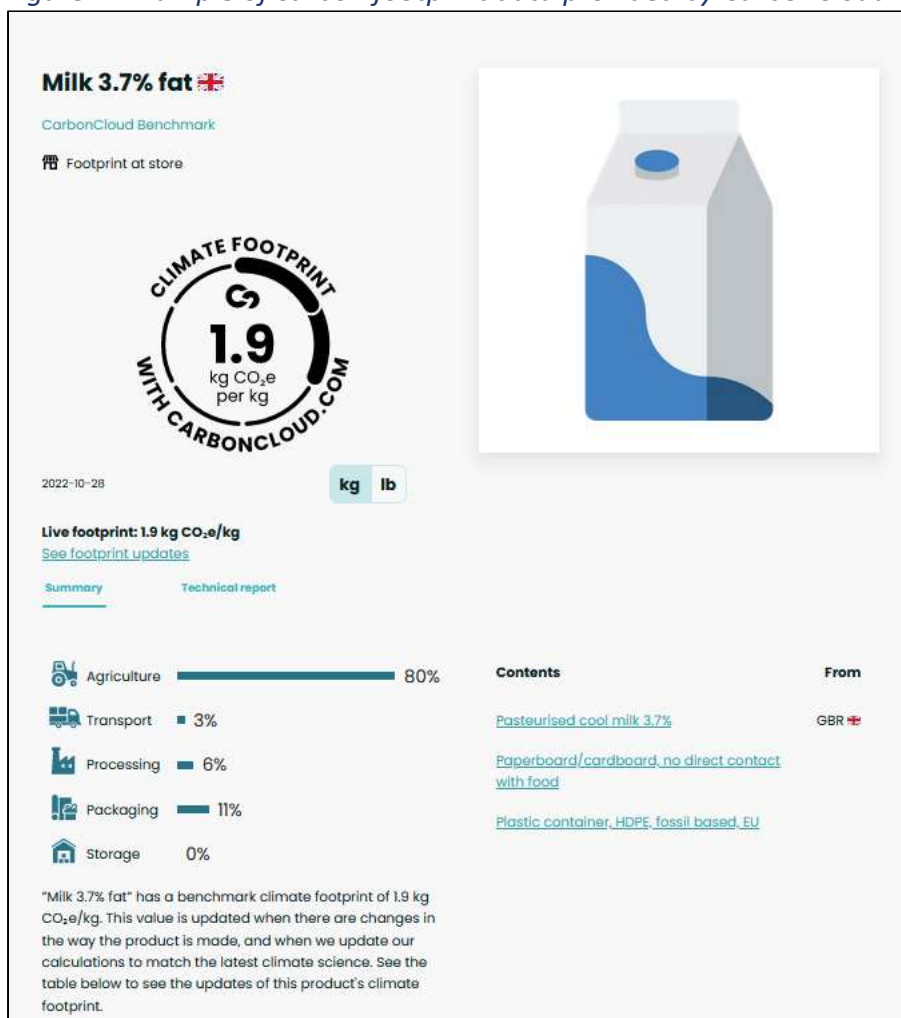 Milk 3.7% fat
CarbonCloud Benchmark
Footprint at store
CLIMATE FOOTPRINT
1.9
kg CO₂e
per kg
WITH CARBONCLOUD.COM
2022-10-28
kg lb
Live footprint: 1.9 kg CO₂e/kg
See footprint updates
Summary Technical report
Agriculture 80%
Transport 3%
Processing 6%
Packaging 11%
Storage 0%
"Milk 3.7% fat" has a benchmark climate footprint of 1.9 kg
CO₂e/kg. This value is updated when there are changes in
the way the product is made, and when we update our
calculations to match the latest climate science. See the
table below to see the updates of this product's climate
footprint.
Contents From
Pasteurised cool milk 3.7% GBR
Paperboard/cardboard, no direct contact
with food
Plastic container, HDPE, fossil based, EU